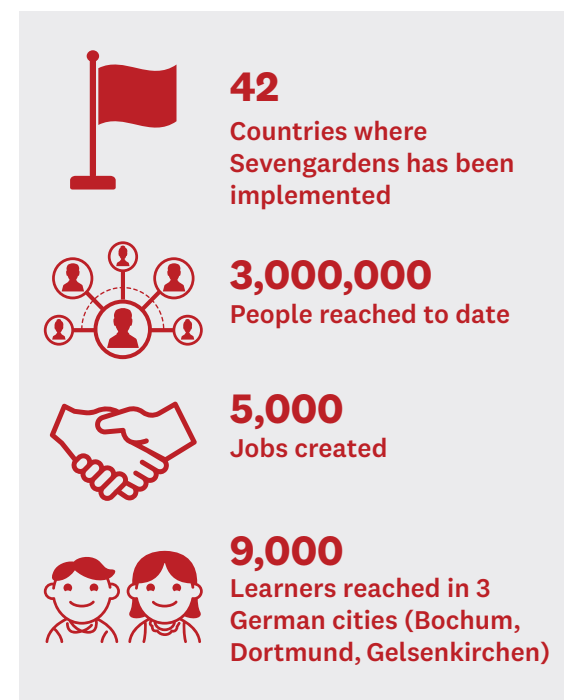 42
Countries where
Sevengardens has been
implemented
3,000,000
People reached to date
5,000
Jobs created
9,000
Learners reached in 3
German cities (Bochum,
Dortmund, Gelsenkirchen)